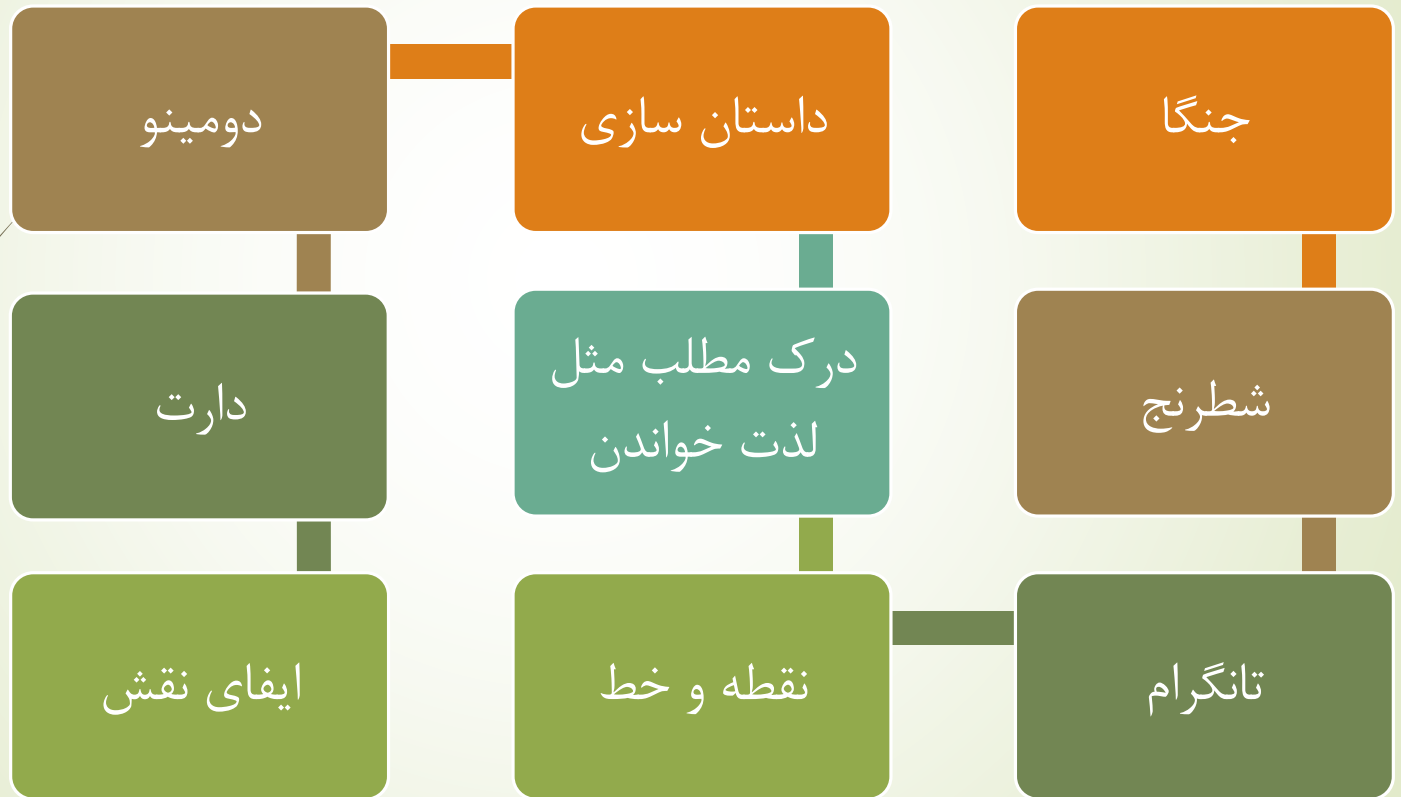 جنگا
شطرنج
تانگرام
نقطه و خط
درک مطلب مثل
لذت خواندن
داستان سازی
دومینو
دارت
ایفای نقش